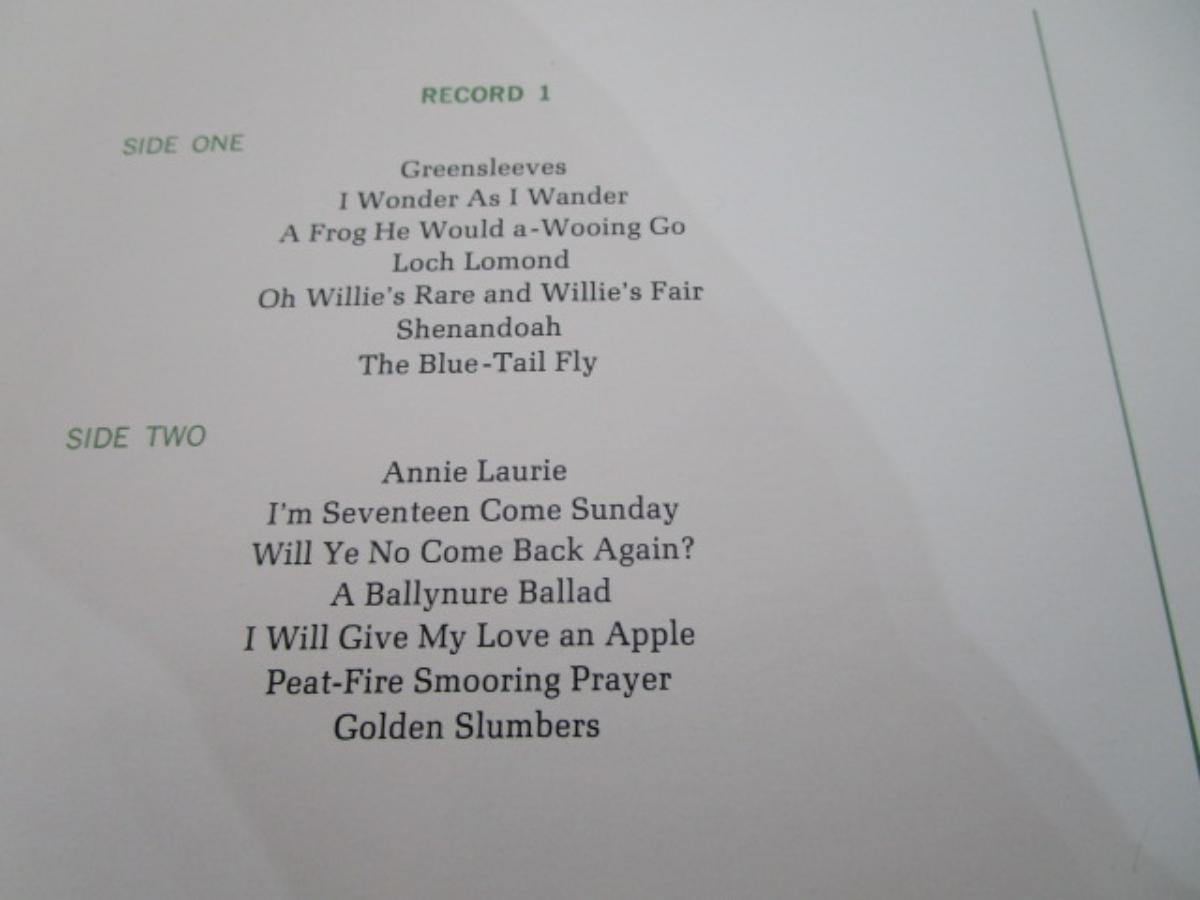 RECORD 1
SIDE ONE
Greensleeves
I Wonder As I Wander
A Frog He Would a-Wooing Go
Loch Lomond
Oh Willie's Rare and Willie's Fair
Shenandoah
The Blue-Tail Fly
SIDE TWO
Annie Laurie
I'm Seventeen Come Sunday
Will Ye No Come Back Again?
A Ballynure Ballad
I Will Give My Love an Apple
Peat-Fire Smooring Prayer
Golden Slumbers